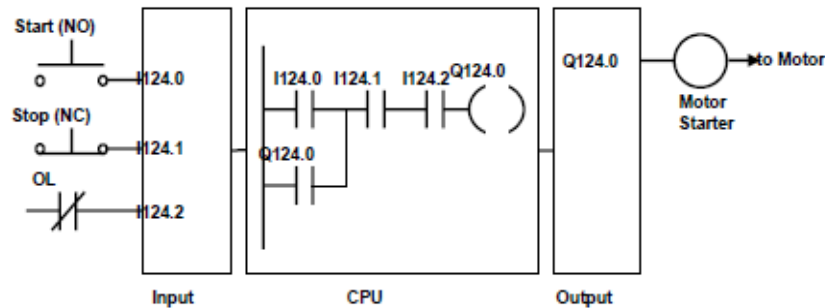 Start (NO)
I124.0
Stop (NC)
I124.1
OL
I124.2
I124.0 I124.1 I124.2 Q124.0
Q124.0
Q124.0
to Motor
Motor
Starter
Input
CPU
Output